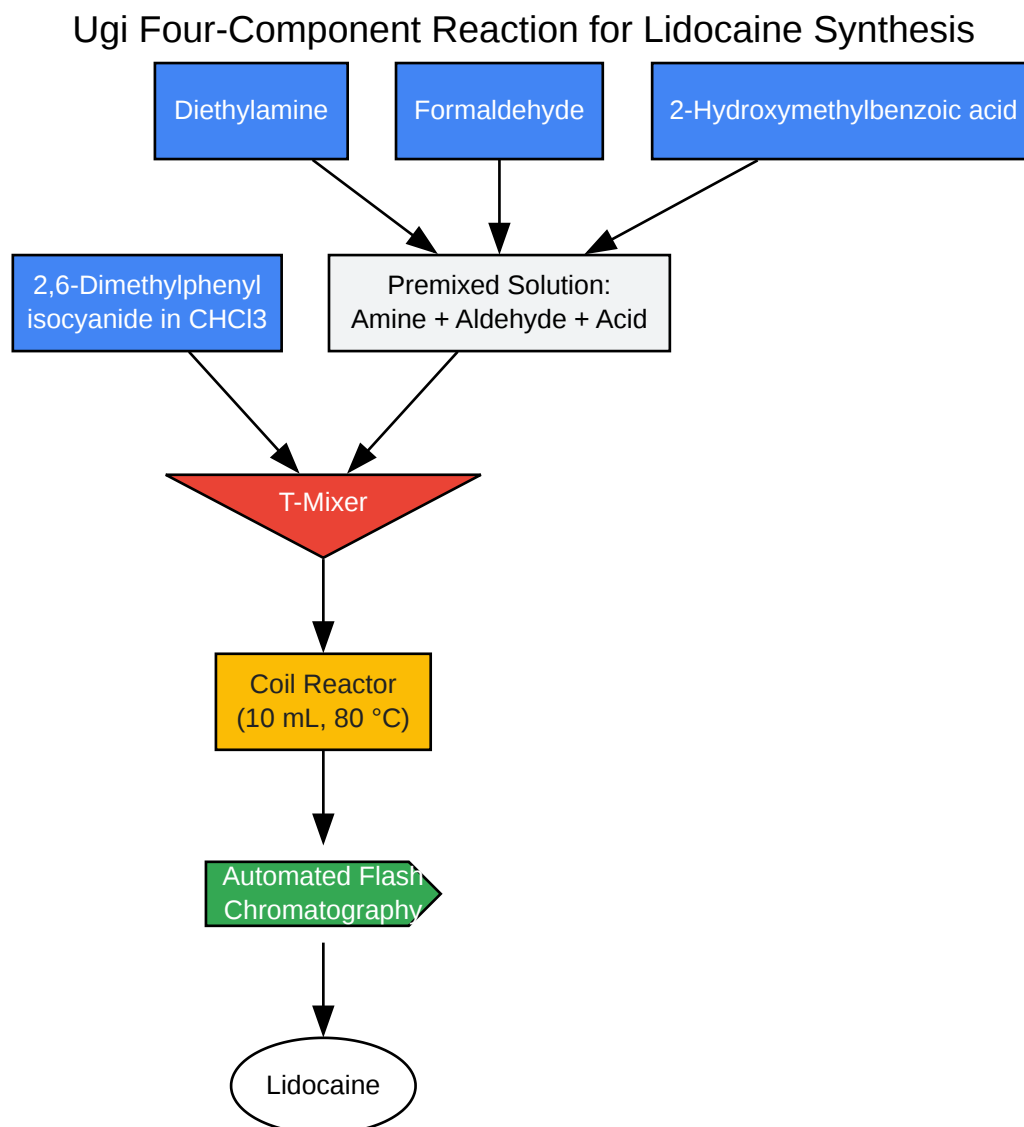 Ugi Four-Component Reaction for Lidocaine Synthesis
Diethylamine
Formaldehyde
2-Hydroxymethylbenzoic acid
2,6-Dimethylphenyl
isocyanide in CHCl3
Premixed Solution:
Amine + Aldehyde + Acid
T-Mixer
Coil Reactor
(10 mL, 80 °C)
Automated Flash
Chromatography
Lidocaine